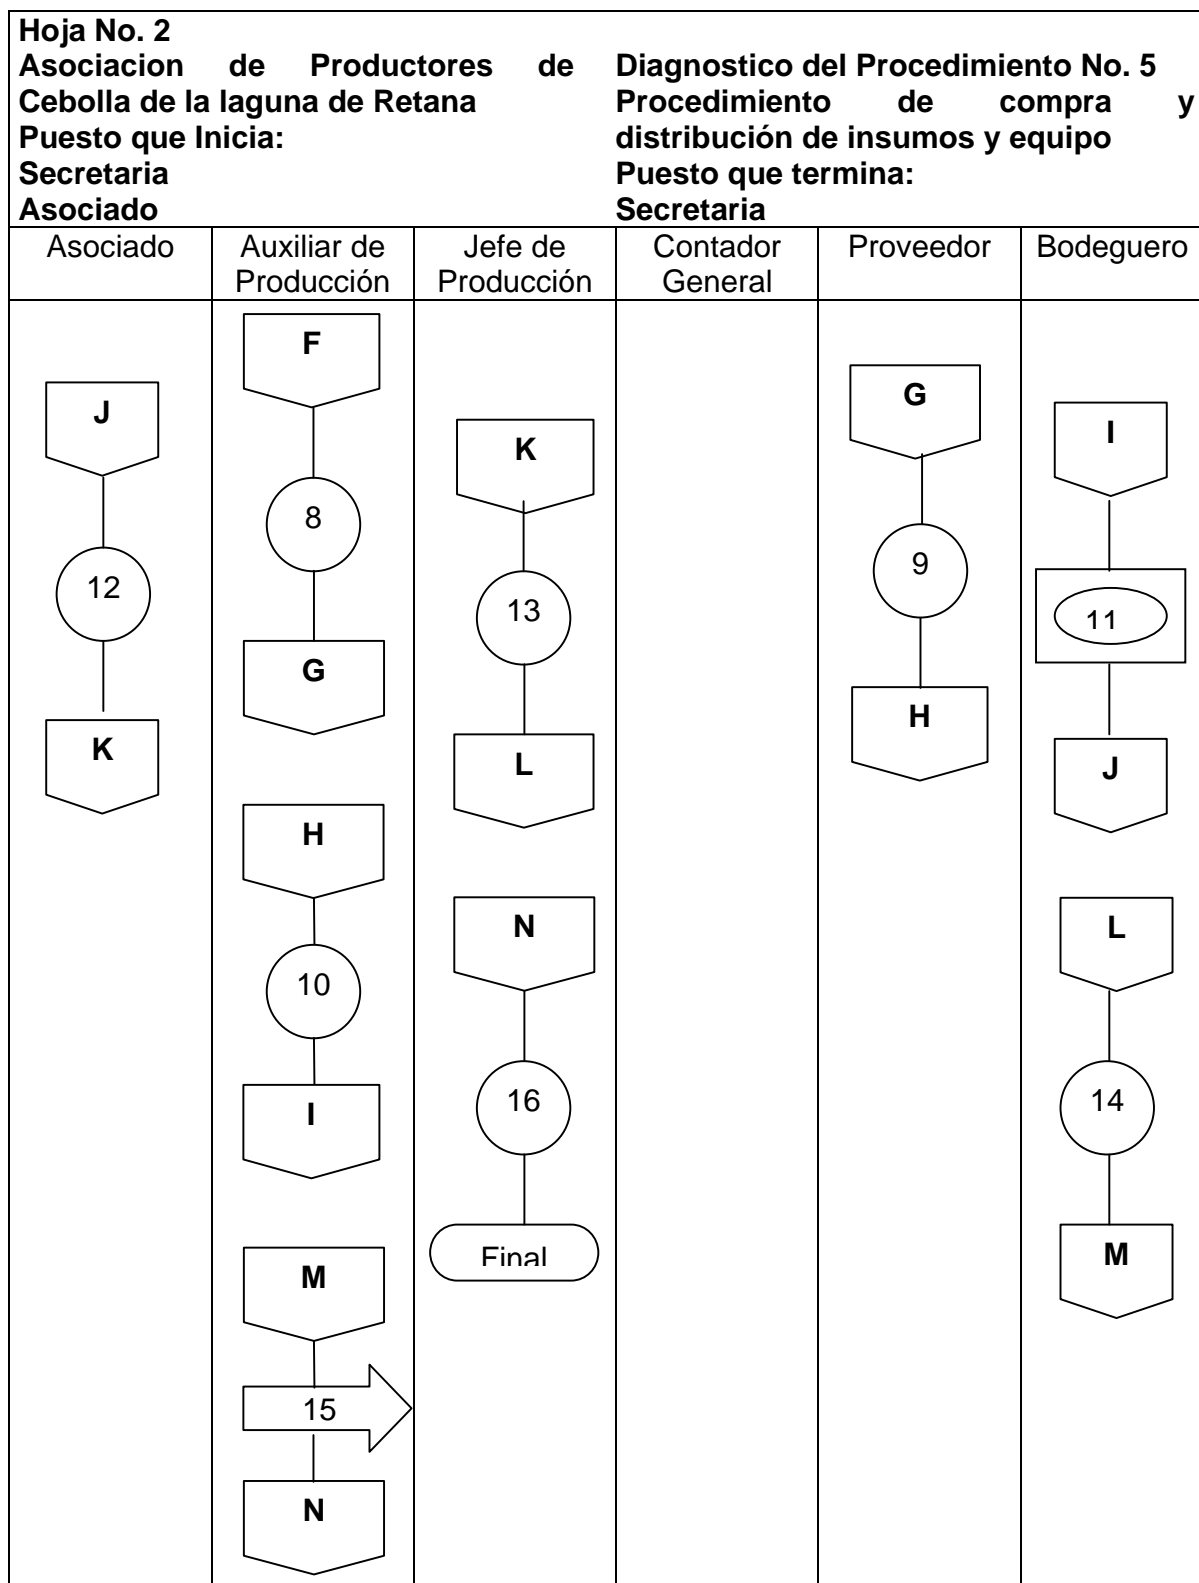 Hoja No. 2
Asociacion de Productores de
Cebolla de la laguna de Retana
Puesto que Inicia:
Secretaria
Asociado
Diagnostico del Procedimiento No. 5
Procedimiento de compra y
distribución de insumos y equipo
Puesto que termina:
Secretaria
Asociado
Auxiliar de
Producción
Jefe de
Producción
Contador
General
Proveedor
Bodeguero
J
12
K
F
8
G
H
10
I
M
15
N
K
13
L
N
16
Final
G
9
H
I
11
J
L
14
M